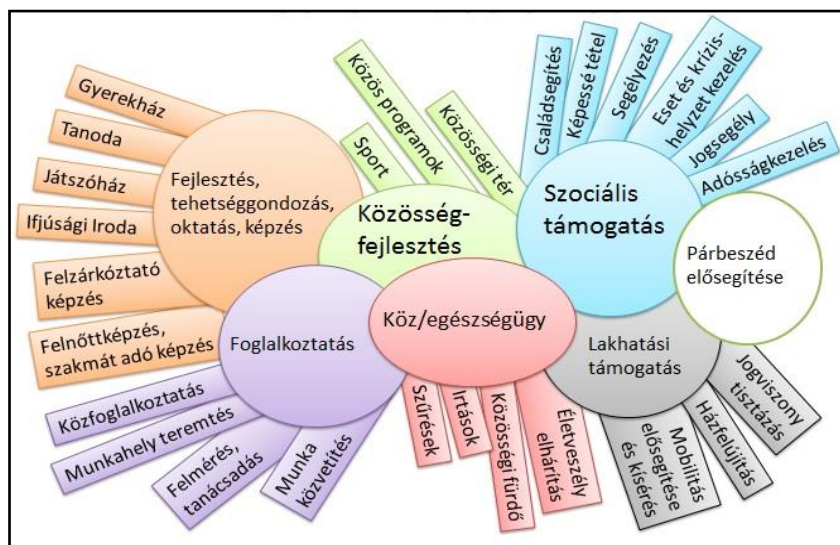 Gyerekház
Tanoda
Játszóház
Ifjúsági Iroda
Felzárkóztató
képzés
Felnőttképzés,
szakmát adó képzés
Fejlesztés,
tehetséggondozás,
oktatás, képzés
Sport
Közös programok
Közösségi tér
Közösség-
fejlesztés
Családsegítés
Képessé tétel
Segélyezés
Eset és krízis-
helyzet kezelés
Jogsegély
Adósságkezelés
Szociális
támogatás
Párbeszéd
elősegítése
Foglalkoztatás
Közfoglalkoztatás
Munkahely teremtés
Felmérés,
tanácsadás
Munka
közvetítés
Köz/egészségügy
Szűrések
Irtások
Közösségi fürdő
Életveszély
elhárítás
Lakhatási
támogatás
Mobilitás
elősegítése
és kísérés
Házfelújítás
Jogviszony
tisztázás